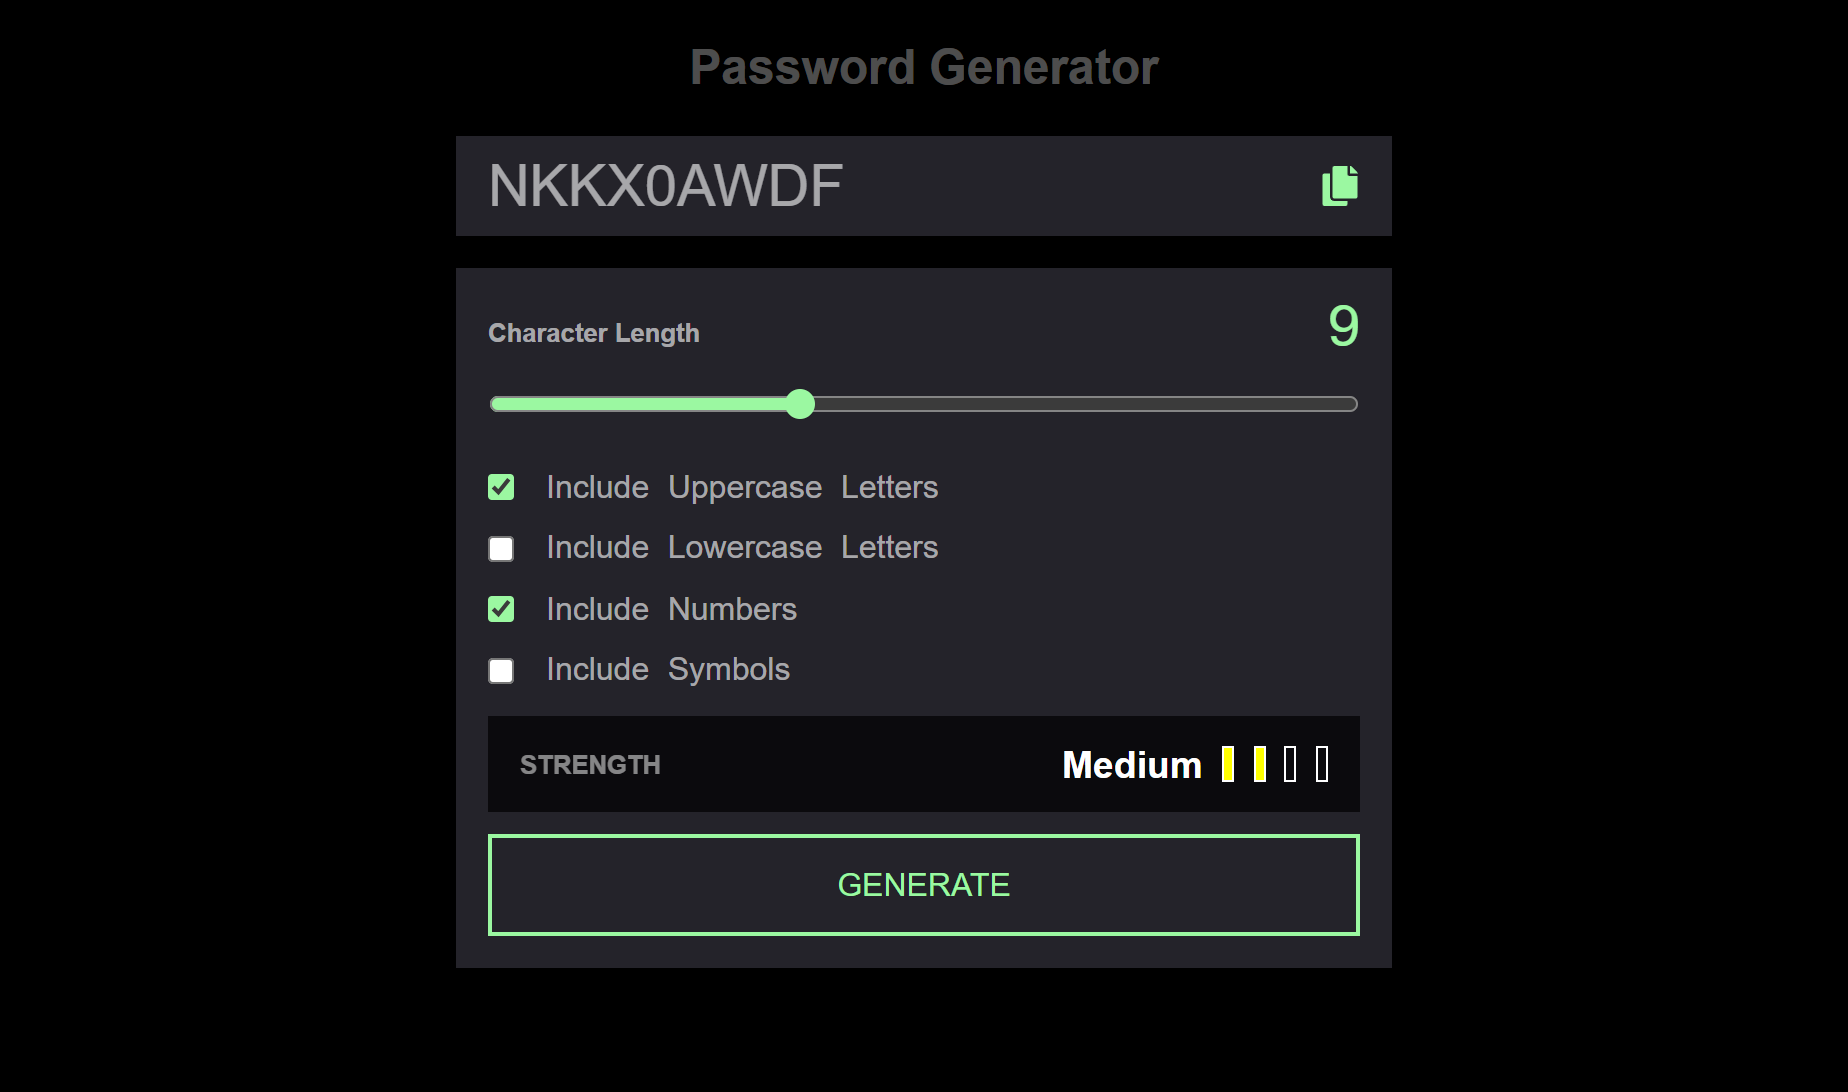 Password Generator
NKKX0AWDF
Character Length
9
Include Uppercase Letters
Include Lowercase Letters
Include Numbers
Include Symbols
STRENGTH
Medium
GENERATE